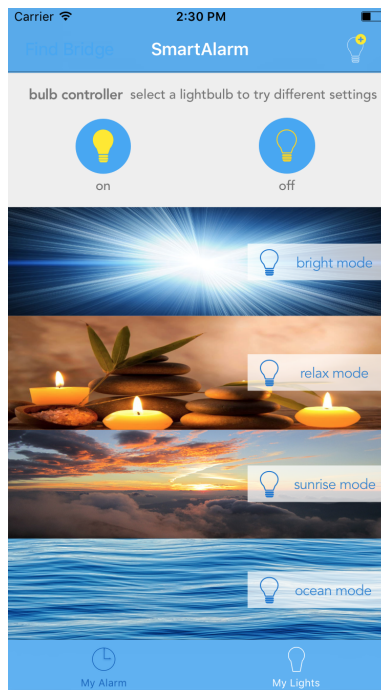 Carrier 2:30 PM
Find Bridge SmartAlarm
bulb controller select a lightbulb to try different settings
on off
bright mode
relax mode
sunrise mode
ocean mode
My Alarm My Lights